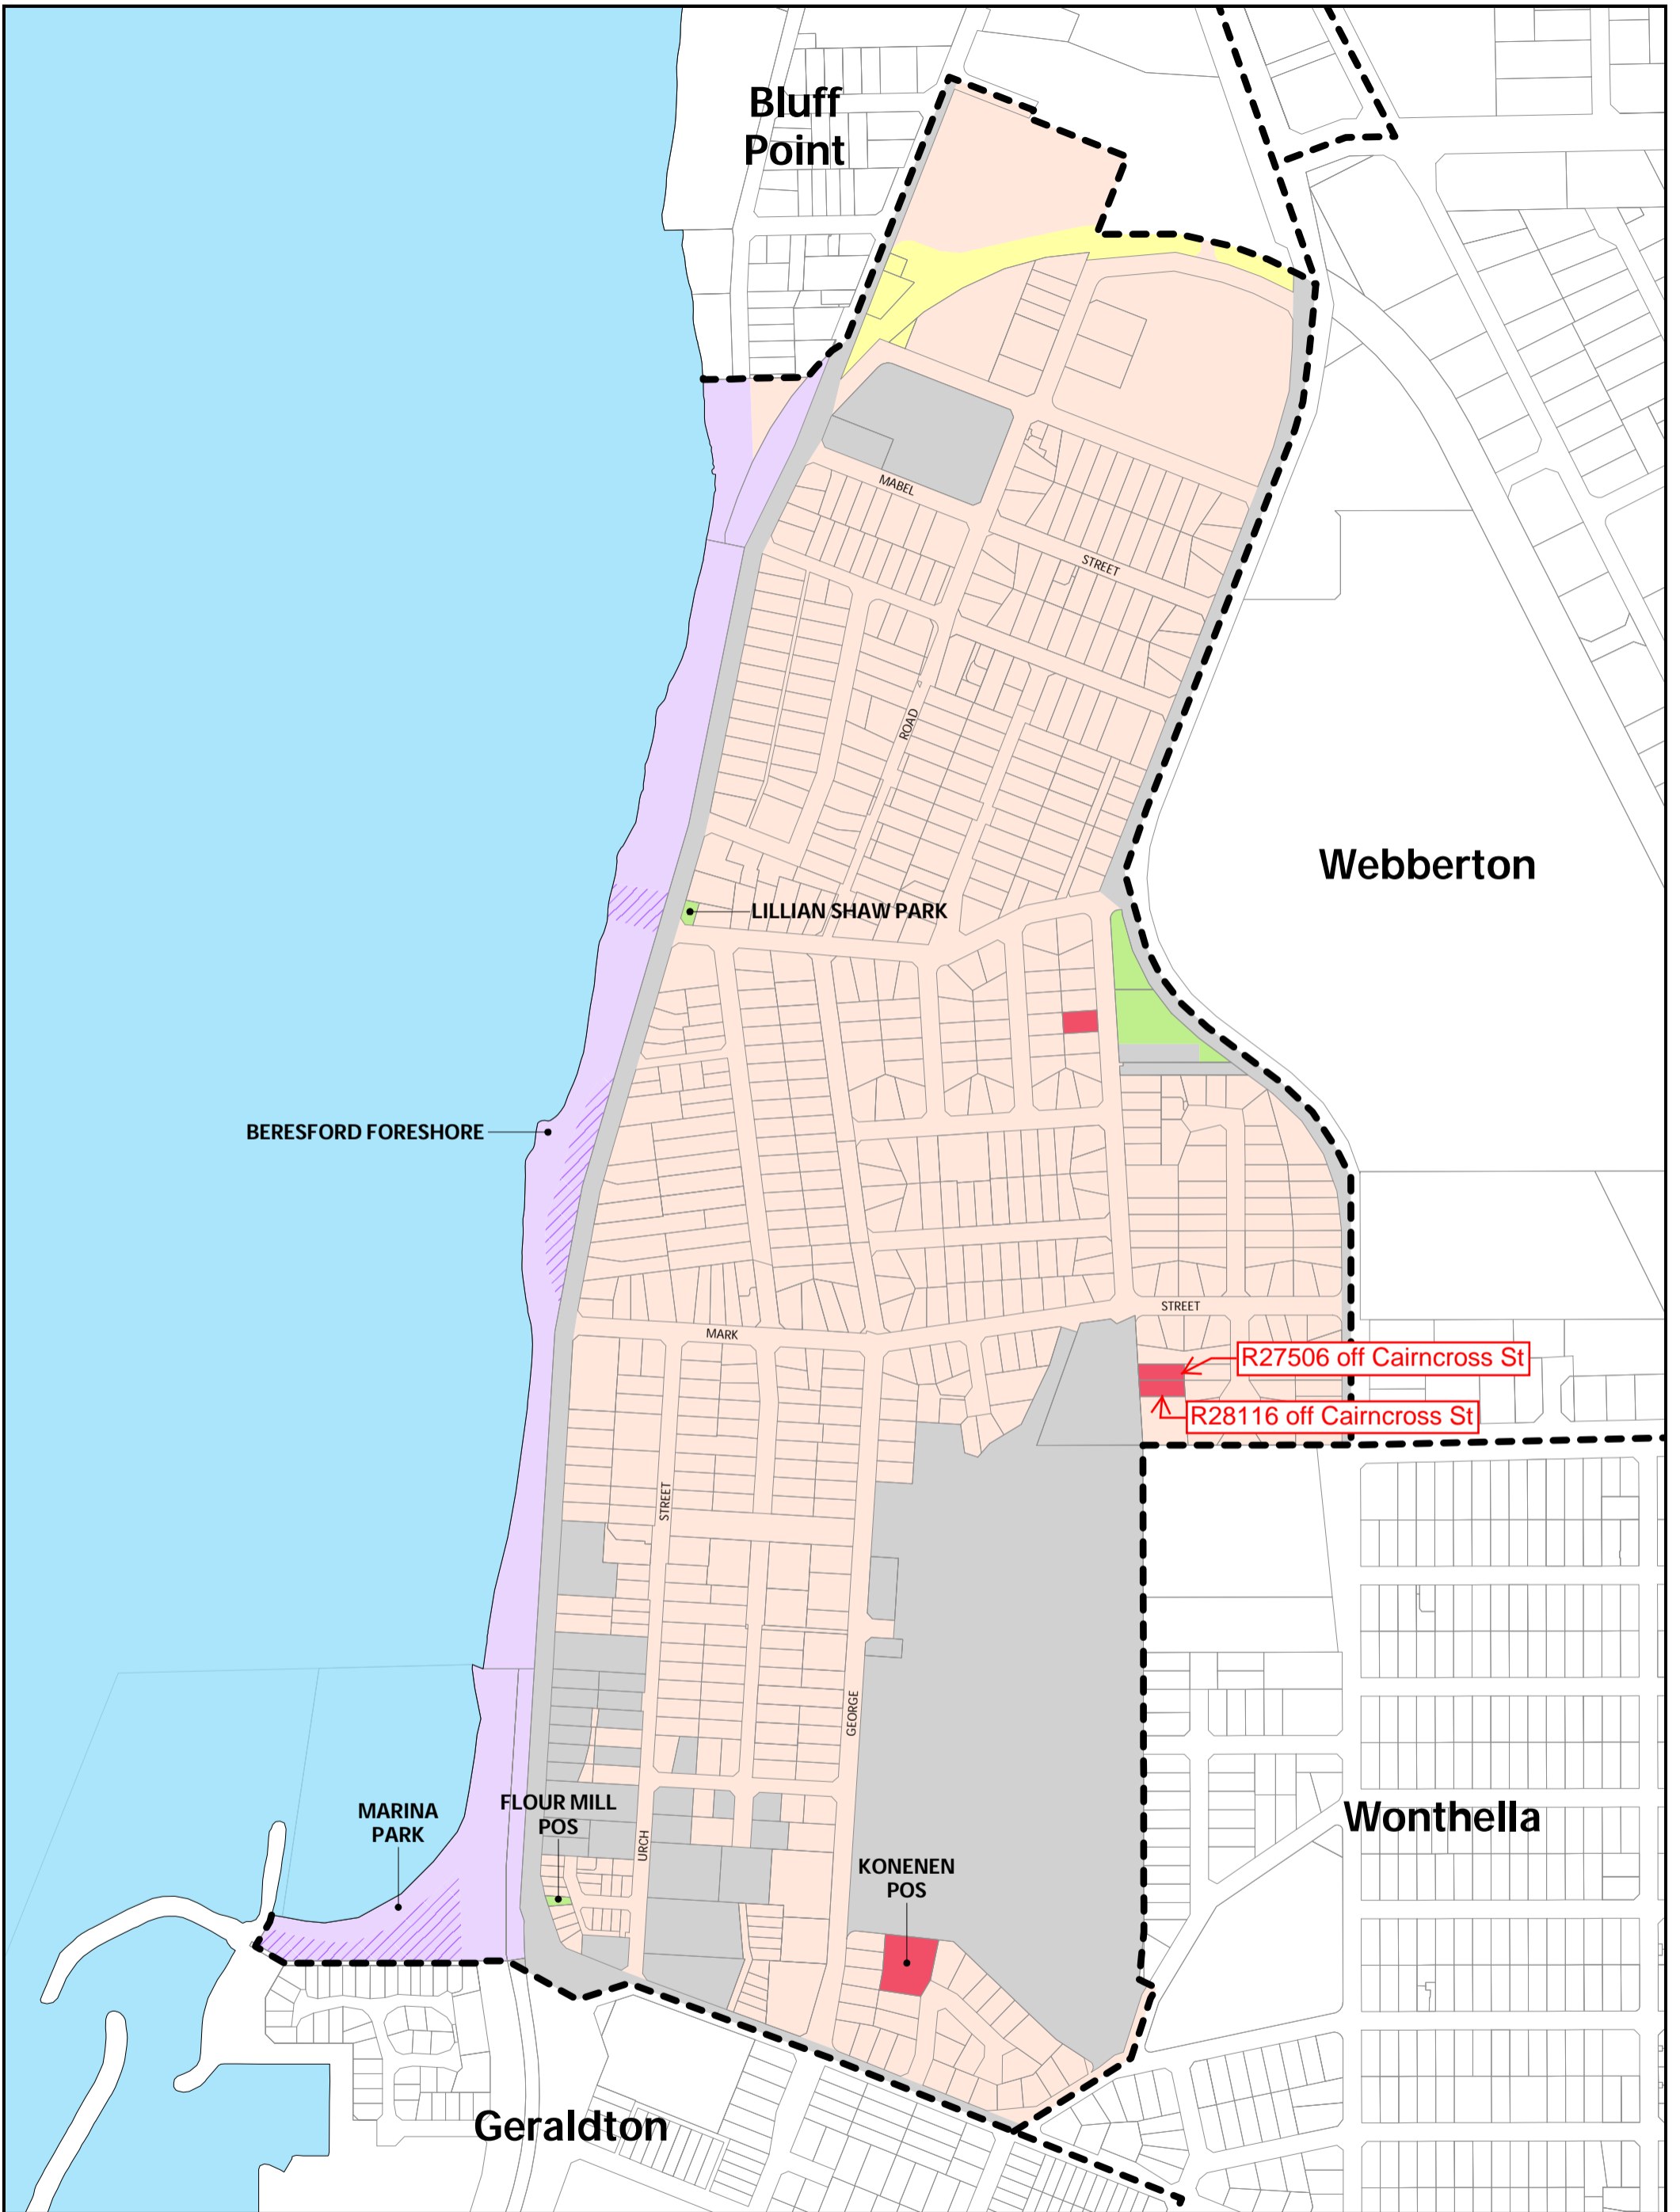 Bluff
Point
MABEL
STREET
ROAD
Webberton
LILLIAN SHAW PARK
BERESFORD FORESHORE
STREET
MARK
R27506 off Cairncross St
R28116 off Cairncross St
STREET
GEORGE
MARINA
PARK
FLOUR MILL
POS
Wonthella
URCH
KONENEN
POS
Geraldton